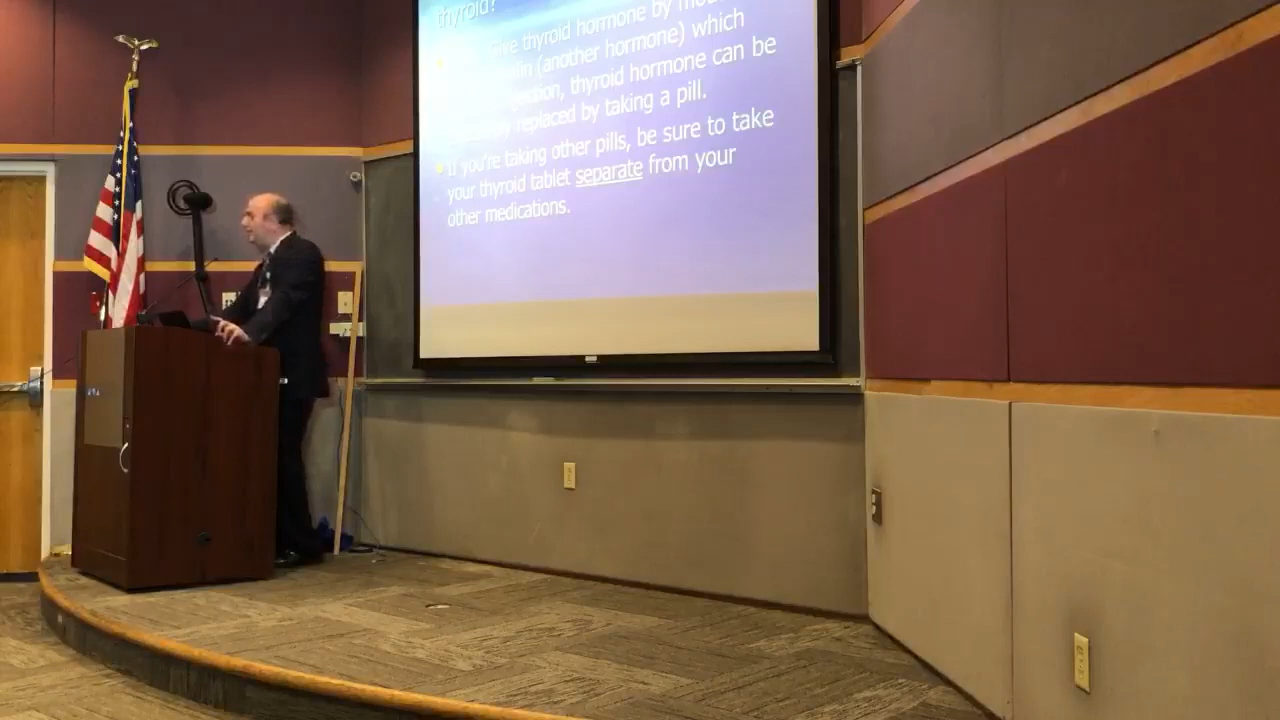 thyroid?
Give thyroid hormone by
(another hormone) which
thyroid hormone can be
replaced by taking a pill.
If you're taking other pills, be sure to take
your thyroid tablet separate from your
other medications.